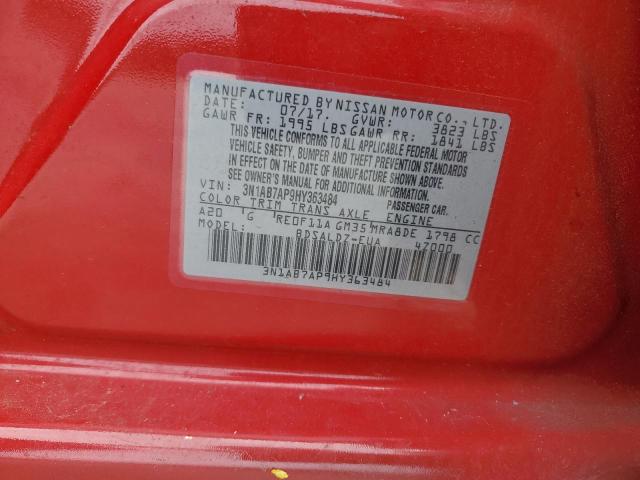 MANUFACTURED BY NISSAN MOTOR CO., LTD.
DATE: 07/17. GVWR: 3823 LBS
GAWR FR: 1995 LBS GAWR RR: 1841 LBS
THIS VEHICLE CONFORMS TO ALL APPLICABLE FEDERAL MOTOR
VEHICLE SAFETY, BUMPER AND THEFT PREVENTION STANDARDS
IN EFFECT ON THE DATE OF MANUFACTURE SHOWN ABOVE.
SEE OWNER'S MANUAL FOR ADDITIONAL INFORMATION.
VIN: 3N1AB7AP9HY363484 PASSENGER CAR
COLOR TRIM TRANS AXLE ENGINE
A20 G RE0F11A GM35 MRA8DE 1798 CC
MODEL: BDSALDZ-EUA 47000
3N1AB7AP9HY363484